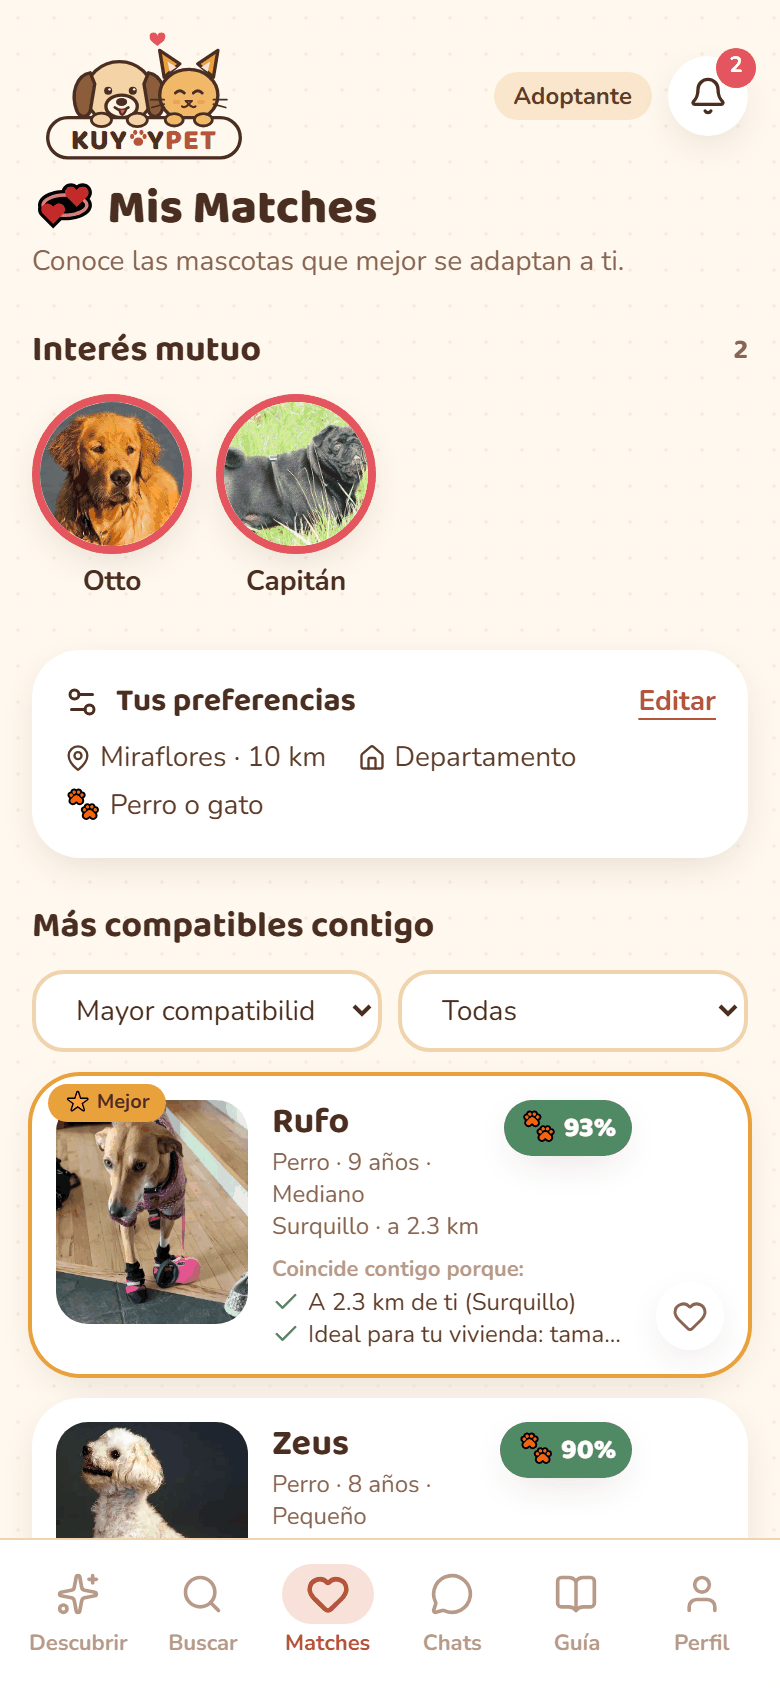 KUYYPET
Adoptante
2
Mis Matches
Conoce las mascotas que mejor se adaptan a ti.
Interés mutuo
2
Otto
Capitán
Tus preferencias
Editar
Miraflores · 10 km
Departamento
Perro o gato
Más compatibles contigo
Mayor compatibilid
Todas
Mejor
Rufo
93%
Perro · 9 años ·
Mediano
Surquillo · a 2.3 km
Coincide contigo porque:
A 2.3 km de ti (Surquillo)
Ideal para tu vivienda: tama...
Zeus
90%
Perro · 8 años ·
Pequeño
Descubrir
Buscar
Matches
Chats
Guía
Perfil